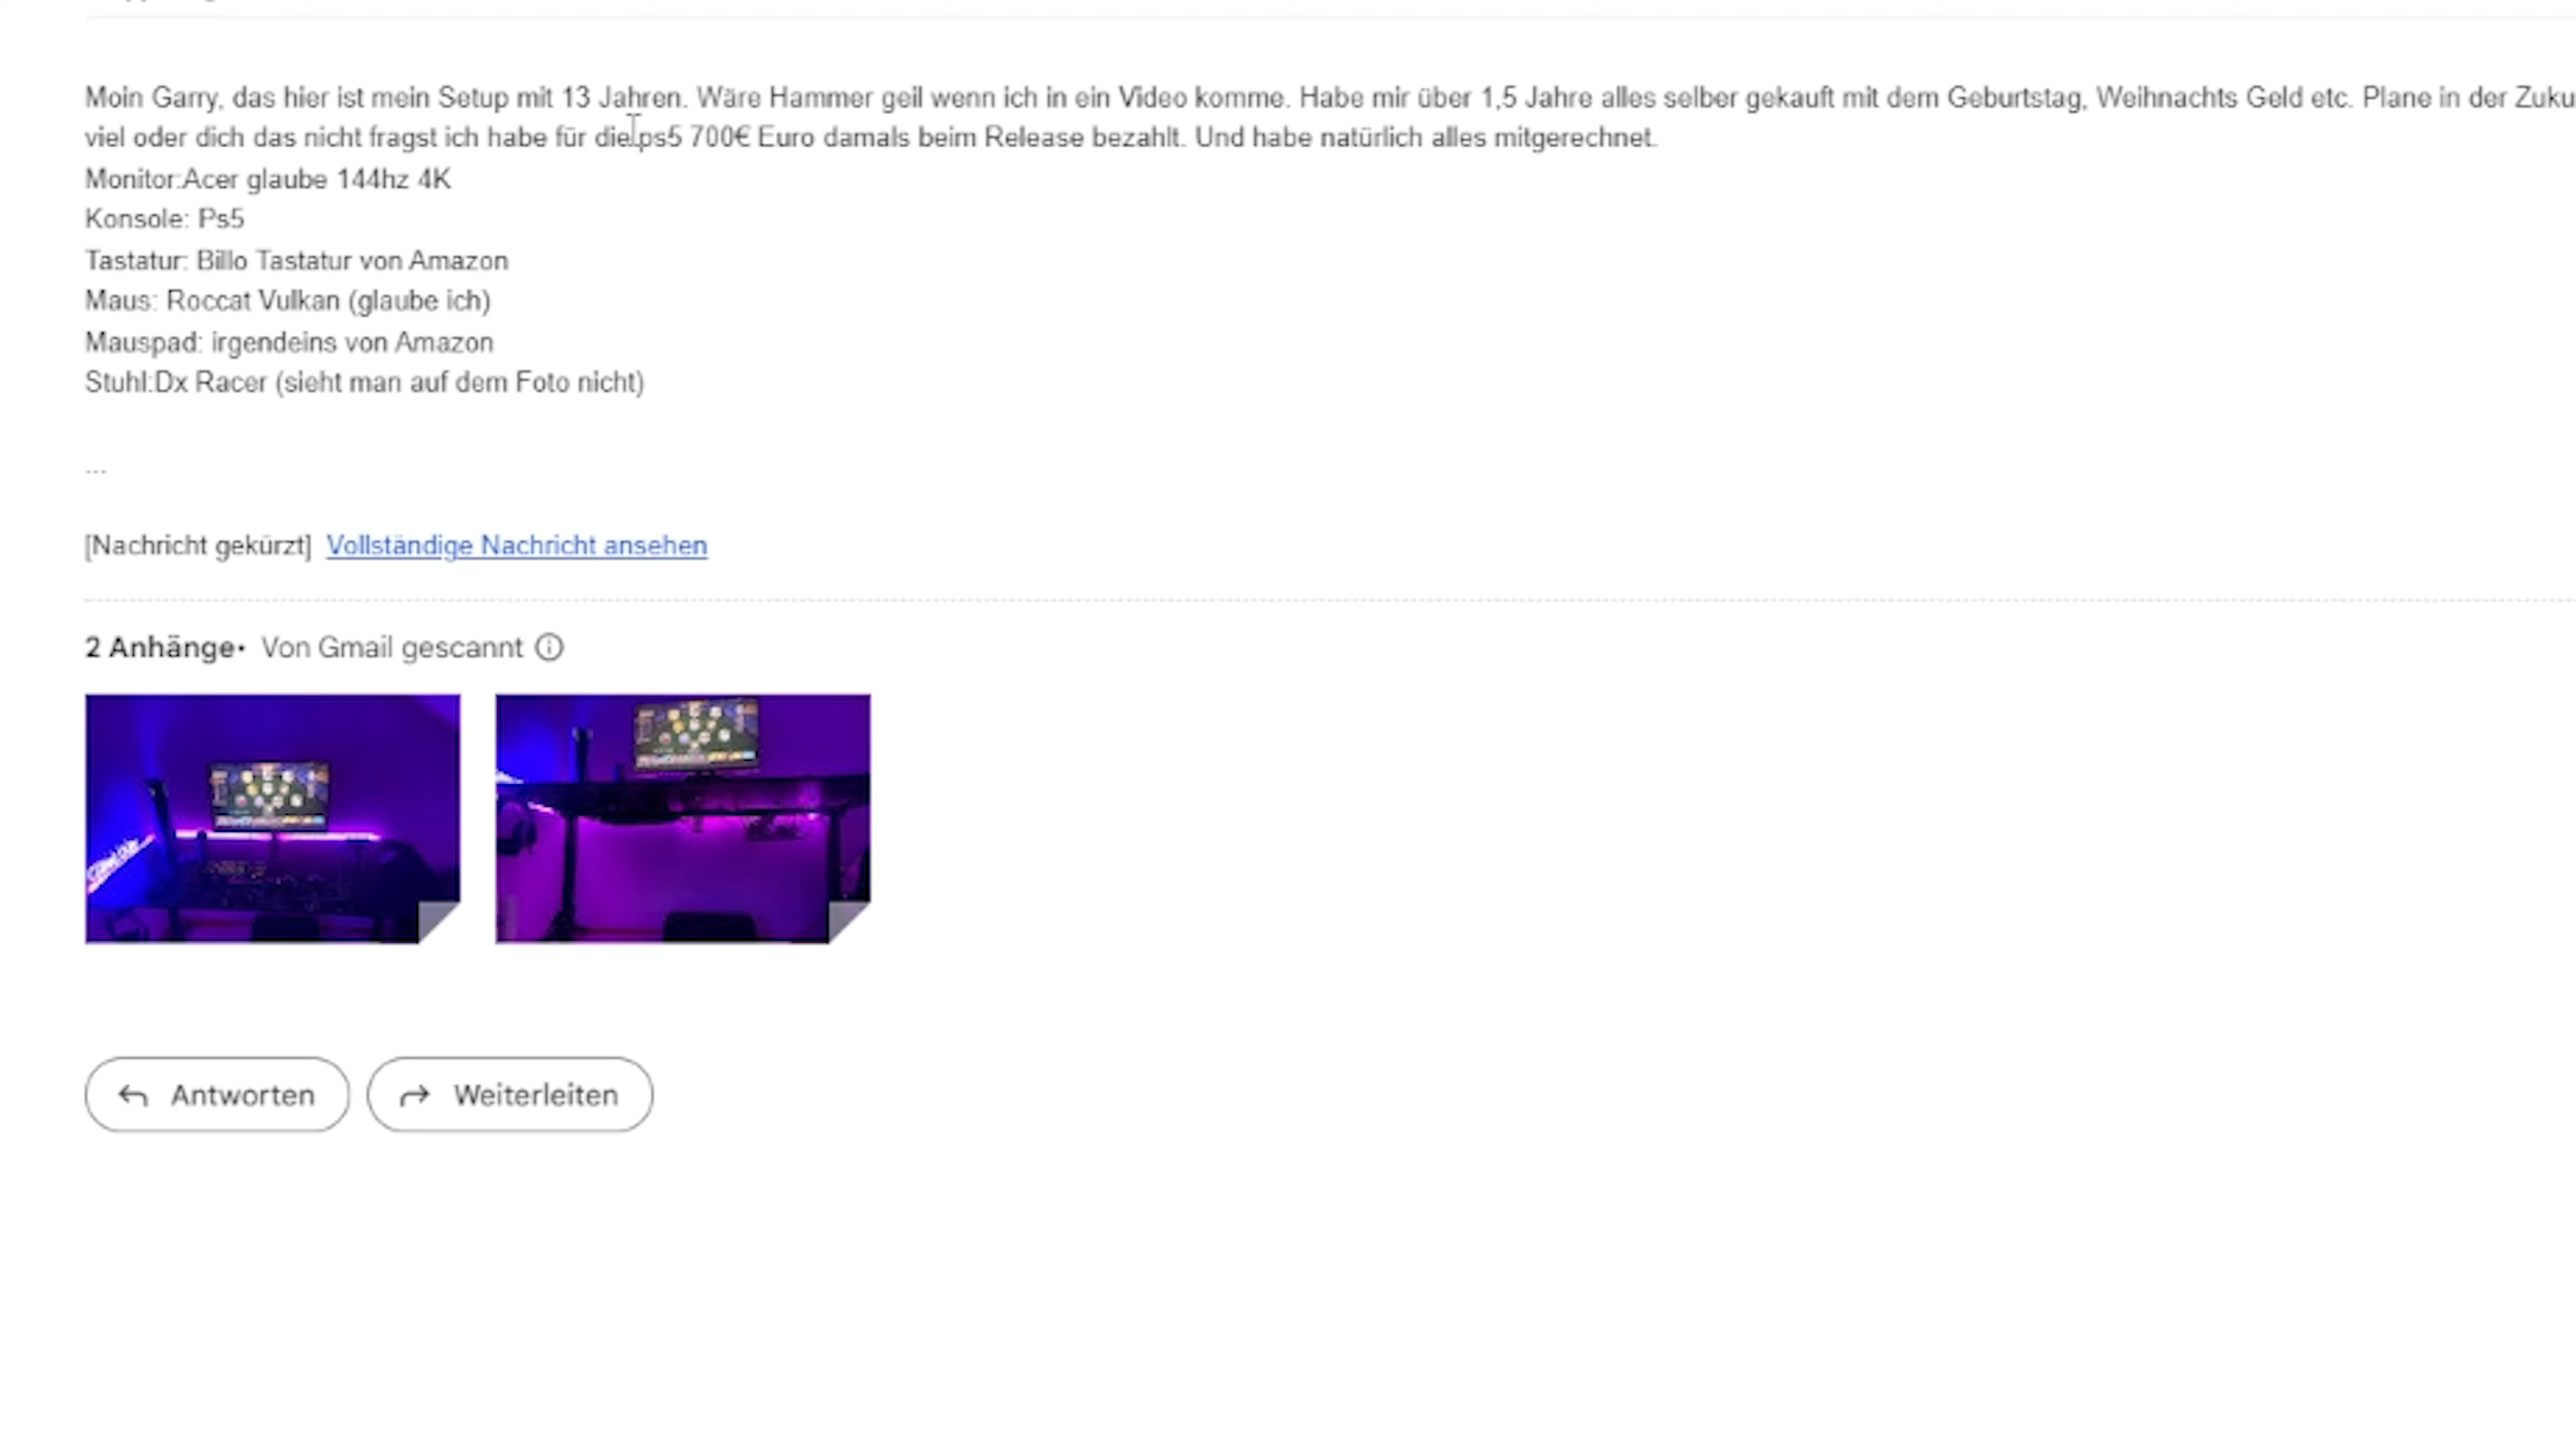 Moin Garry, das hier ist mein Setup mit 13 Jahren. Wäre Hammer geil wenn ich in ein Video komme. Habe mir über 1,5 Jahre alles selber gekauft mit dem Geburtstag, Weihnachts Geld etc. Plane in der Zuku
viel oder dich das nicht fragst ich habe für die ps5 700€ Euro damals beim Release bezahlt. Und habe natürlich alles mitgerechnet.
Monitor:Acer glaube 144hz 4K
Konsole: Ps5
Tastatur: Billo Tastatur von Amazon
Maus: Roccat Vulkan (glaube ich)
Mauspad: irgendeins von Amazon
Stuhl:Dx Racer (sieht man auf dem Foto nicht)
...
[Nachricht gekürzt] Vollständige Nachricht ansehen
2 Anhänge• Von Gmail gescannt
Antworten Weiterleiten